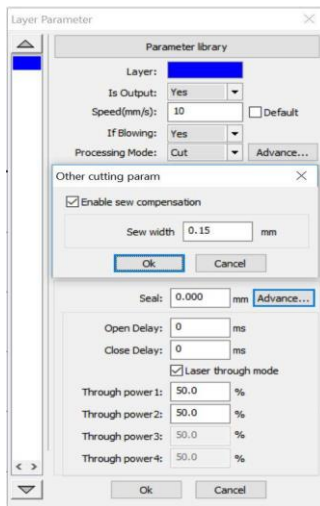 Layer Parameter
Parameter library
Layer:
Is Output: Yes
Speed(mm/s): 10 Default
If Blowing: Yes
Processing Mode: Cut Advance...
Other cutting param
Enable sew compensation
Sew width 0.15 mm
Ok Cancel
Seal: 0.000 mm Advance...
Open Delay: 0 ms
Close Delay: 0 ms
Laser through mode
Through power1: 50.0 %
Through power2: 50.0 %
Through power3: 50.0 %
Through power4: 50.0 %
Ok Cancel